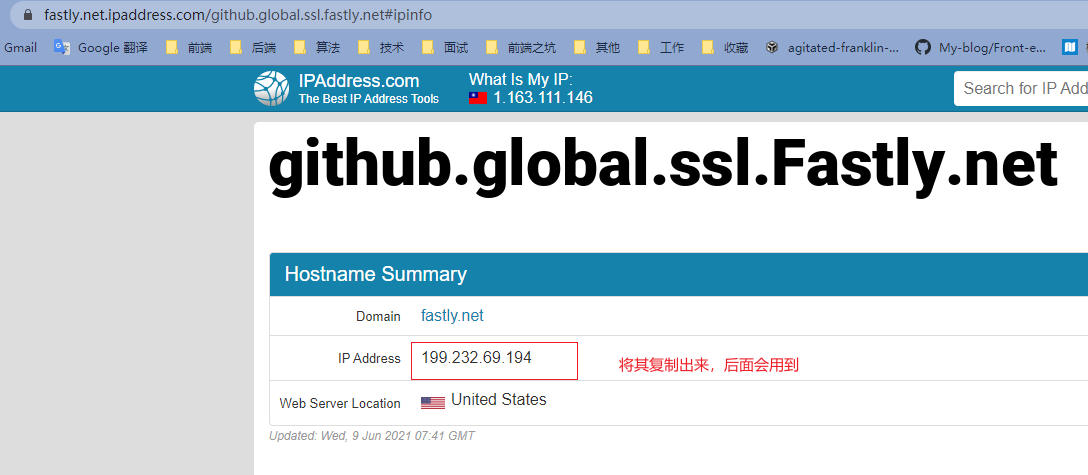 fastly.net.ipaddress.com/github.global.ssl.fastly.net#ipinfo
Gmail Google 翻译 前端 后端 算法 技术 面试 前端之坑 其他 工作 收藏 agitated-franklin-... My-blog/Front-e...
IPAddress.com
The Best IP Address Tools
What Is My IP:
1.163.111.146
Search for IP Add
github.global.ssl.Fastly.net
Hostname Summary
Domain fastly.net
IP Address 199.232.69.194 将其复制出来，后面会用到
Web Server Location United States
Updated: Wed, 9 Jun 2021 07:41 GMT